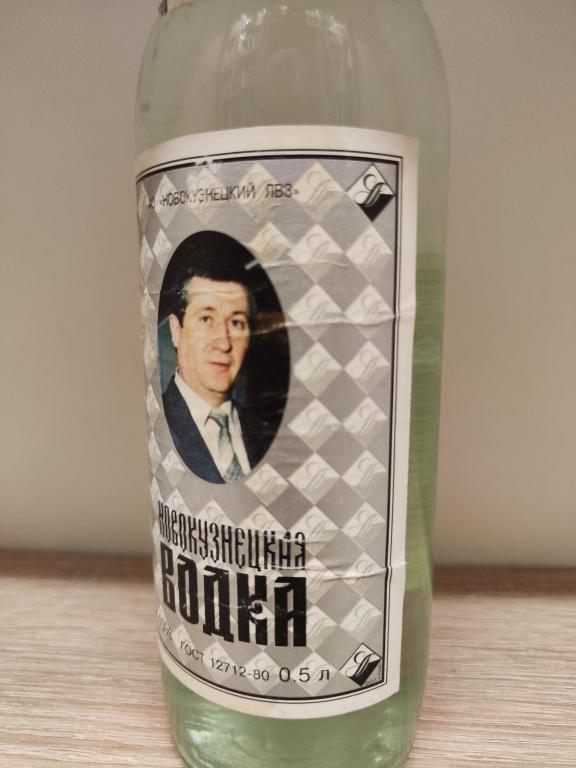 АО «НОВОКУЗНЕЦКИЙ ЛВЗ»
НОВОКУЗНЕЦКАЯ
ВОДКА
ГОСТ 12712-80 0,5 л